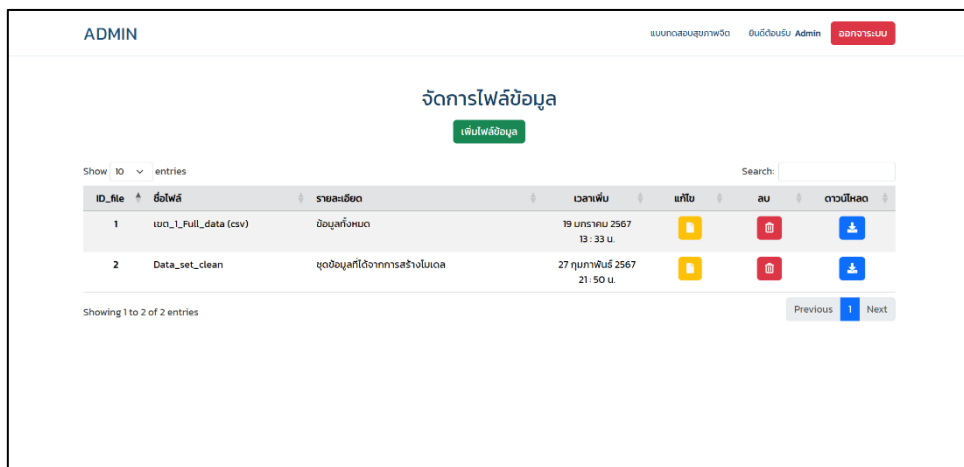 ADMIN
แบบทดสอบสุขภาพจิต ยินดีต้อนรับ Admin ออกจาระบบ
จัดการไฟล์ข้อมูล
เพิ่มไฟล์ข้อมูล
Show 10 entries Search:
ID_file ชื่อไฟล์ รายละเอียด เวลาเพิ่ม แก้ไข ลบ ดาวน์โหลด
1 เขต_1_Full_data (csv) ข้อมูลทั้งหมด 19 มกราคม 2567
13 : 33 น.
2 Data_set_clean ชุดข้อมูลที่ได้จากการสร้างโมเดล 27 กุมภาพันธ์ 2567
21 : 50 น.
Showing 1 to 2 of 2 entries Previous 1 Next